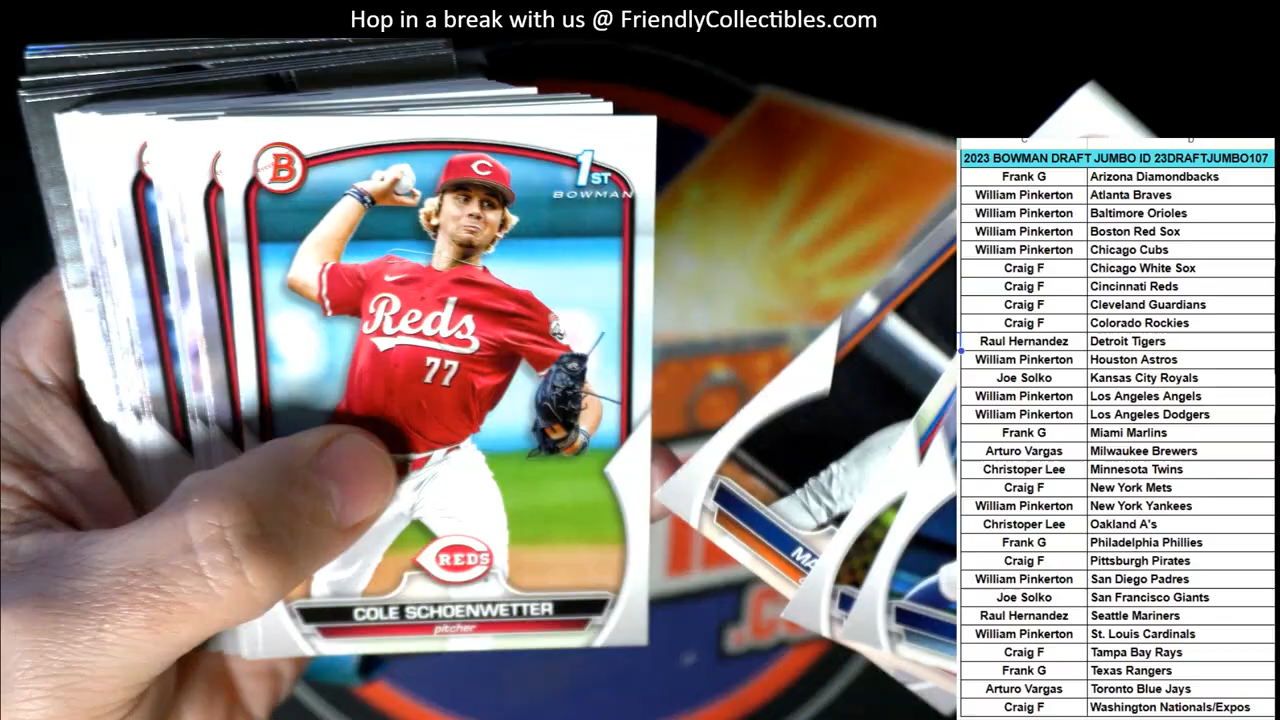 Hop in a break with us @ FriendlyCollectibles.com
B
1ST
BOWMAN
C
Reds
77
REDS
COLE SCHOENWETTER
pitcher
MA
2023 BOWMAN DRAFT JUMBO ID 23DRAFTJUMBO107
Frank G Arizona Diamondbacks
William Pinkerton Atlanta Braves
William Pinkerton Baltimore Orioles
William Pinkerton Boston Red Sox
William Pinkerton Chicago Cubs
Craig F Chicago White Sox
Craig F Cincinnati Reds
Craig F Cleveland Guardians
Craig F Colorado Rockies
Raul Hernandez Detroit Tigers
William Pinkerton Houston Astros
Joe Solko Kansas City Royals
William Pinkerton Los Angeles Angels
William Pinkerton Los Angeles Dodgers
Frank G Miami Marlins
Arturo Vargas Milwaukee Brewers
Christoper Lee Minnesota Twins
Craig F New York Mets
William Pinkerton New York Yankees
Christoper Lee Oakland A's
Frank G Philadelphia Phillies
Craig F Pittsburgh Pirates
William Pinkerton San Diego Padres
Joe Solko San Francisco Giants
Raul Hernandez Seattle Mariners
William Pinkerton St. Louis Cardinals
Craig F Tampa Bay Rays
Frank G Texas Rangers
Arturo Vargas Toronto Blue Jays
Craig F Washington Nationals/Expos